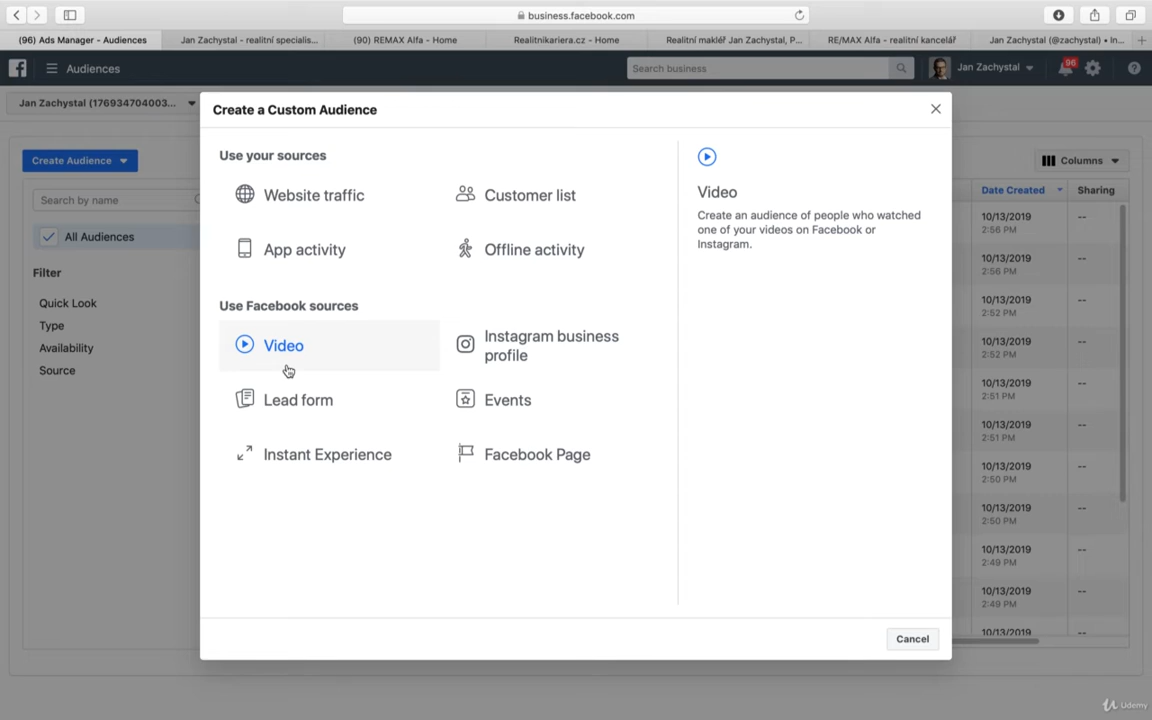 business.facebook.com
(96) Ads Manager - Audiences
Jan Zachystal - realitní specialis...
(90) REMAX Alfa - Home
Realitnikariera.cz - Home
Realitní makléř Jan Zachystal, P...
RE/MAX Alfa - realitní kancelář
Jan Zachystal (@zachystal) • In...
Audiences
Search business
Jan Zachystal
96
Jan Zachystal (176934704003...
Create a Custom Audience
Create Audience
Columns
Search by name
All Audiences
Filter
Quick Look
Type
Availability
Source
Use your sources
Website traffic
Customer list
App activity
Offline activity
Use Facebook sources
Video
Instagram business
profile
Lead form
Events
Instant Experience
Facebook Page
Video
Create an audience of people who watched
one of your videos on Facebook or
Instagram.
Cancel
Date Created
Sharing
10/13/2019 --
2:56 PM
10/13/2019 --
2:56 PM
10/13/2019 --
2:52 PM
10/13/2019 --
2:52 PM
10/13/2019 --
2:51 PM
10/13/2019 --
2:51 PM
10/13/2019 --
2:50 PM
10/13/2019 --
2:50 PM
10/13/2019 --
2:49 PM
10/13/2019 --
2:49 PM
10/13/2019 --
Udemy